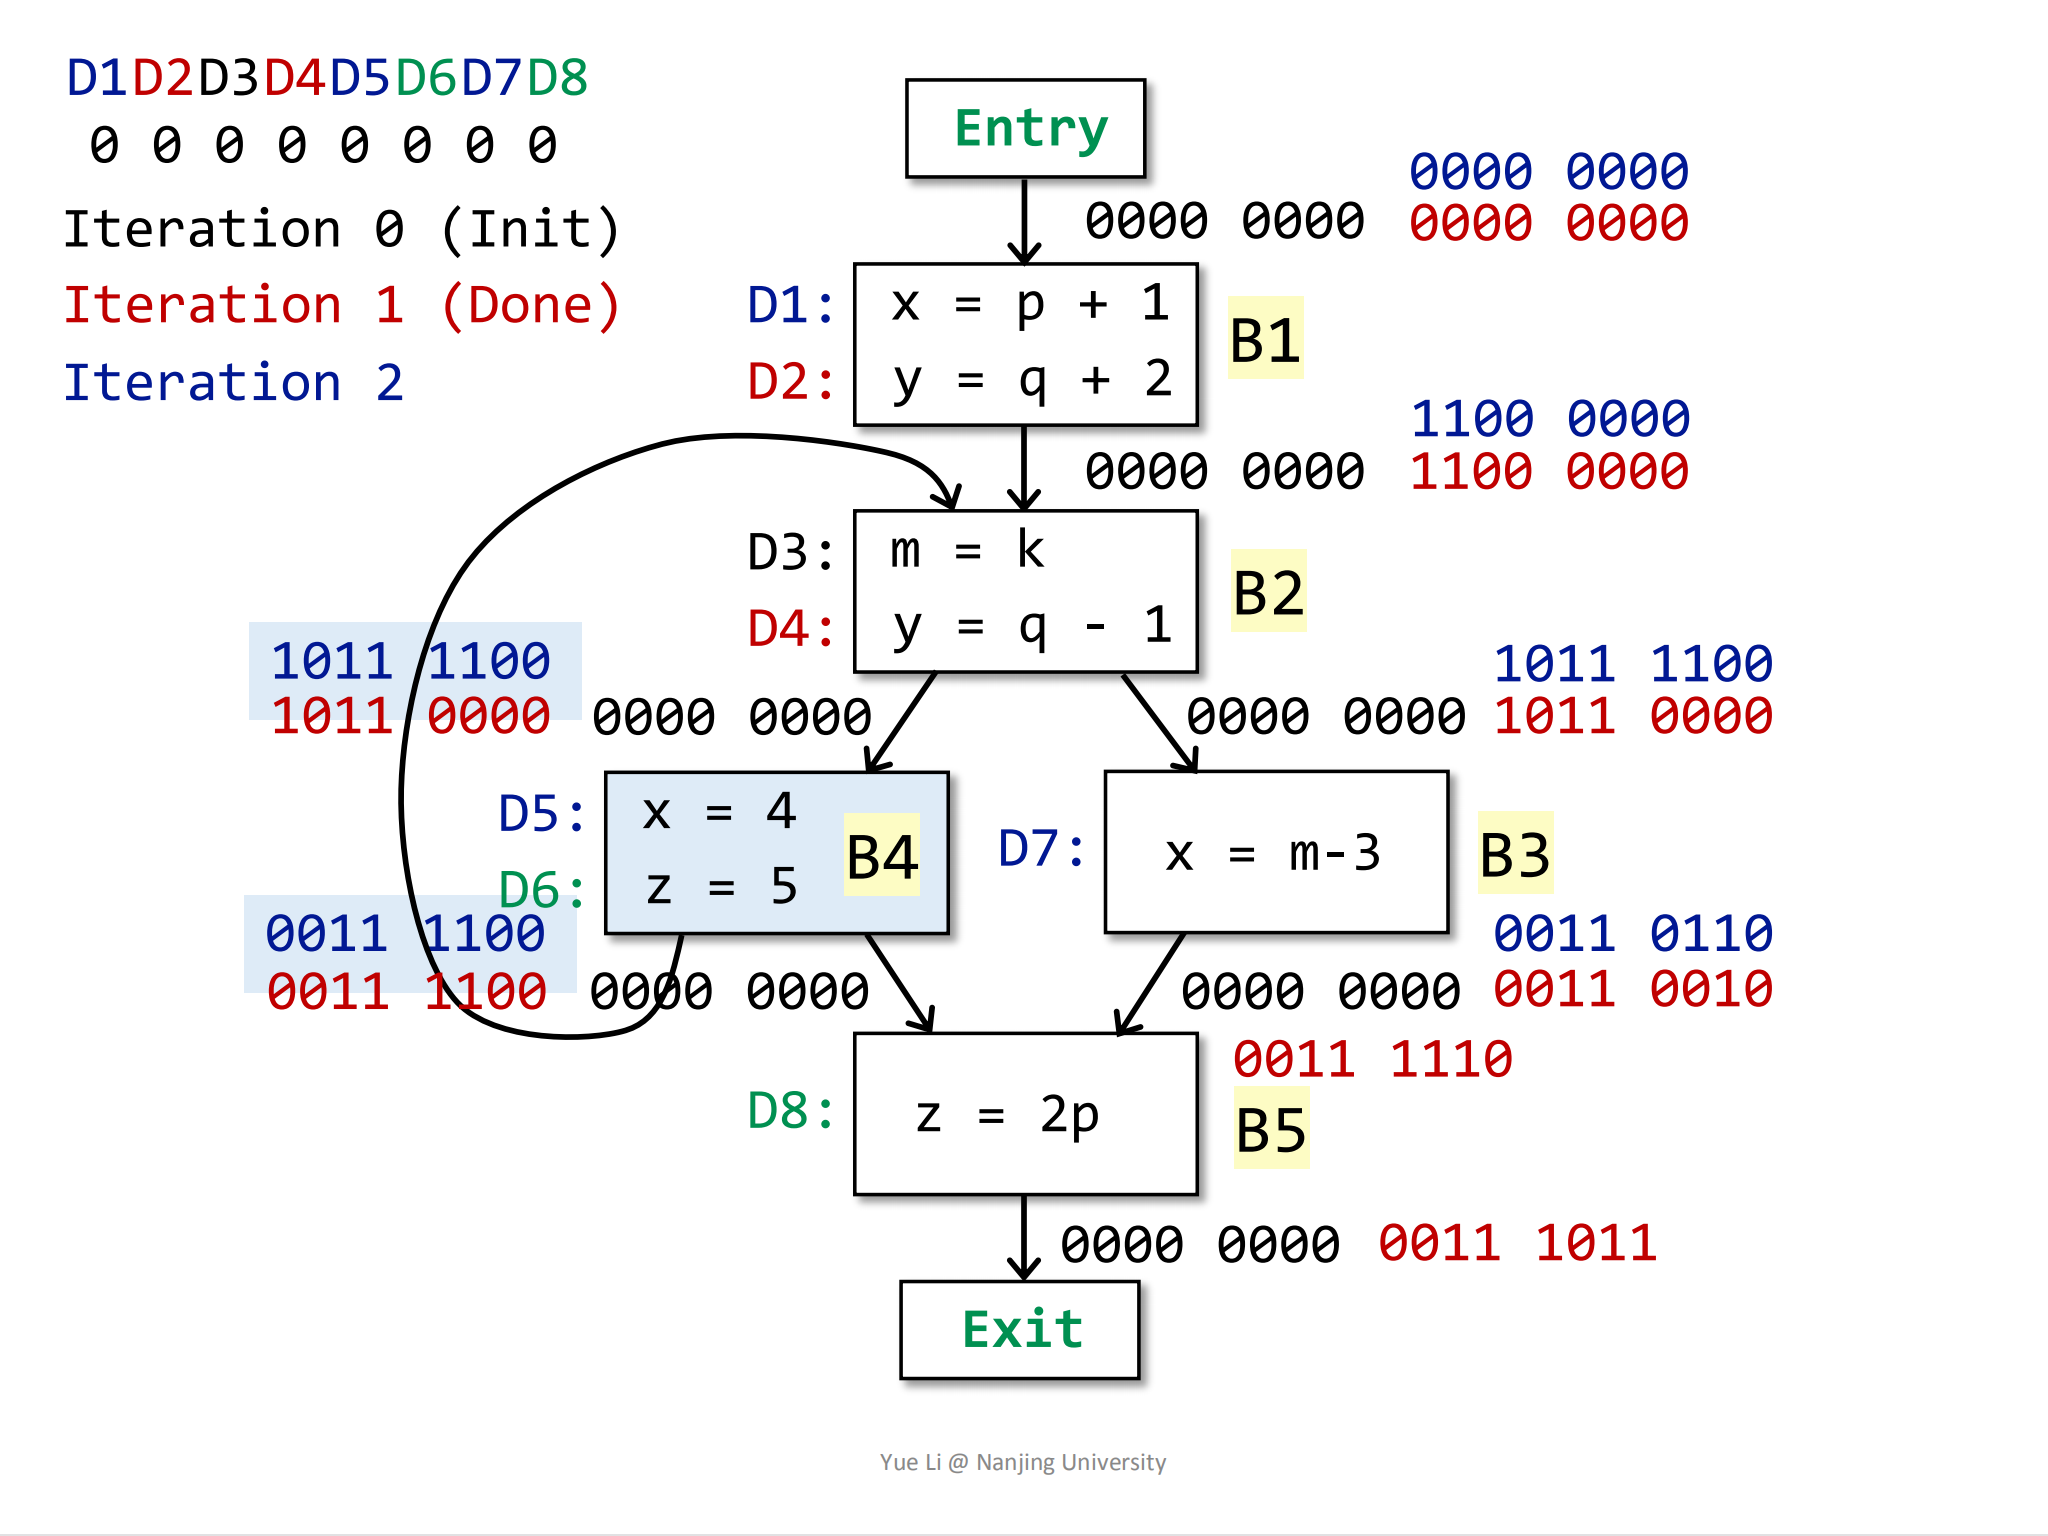 D1D2D3D4D5D6D7D8
0 0 0 0 0 0 0 0
Iteration 0 (Init)
Iteration 1 (Done)
Iteration 2
Entry
0000 0000
0000 0000 0000 0000
D1: x = p + 1
D2: y = q + 2
B1
1100 0000
0000 0000 1100 0000
D3: m = k
D4: y = q - 1
B2
1011 1100
1011 0000 0000 0000
1011 1100
0000 0000 1011 0000
D5: x = 4
D6: z = 5
B4
D7: x = m-3
B3
0011 1100
0011 1100 0000 0000
0011 0110
0000 0000 0011 0010
0011 1110
D8: z = 2p
B5
0000 0000 0011 1011
Exit
Yue Li @ Nanjing University